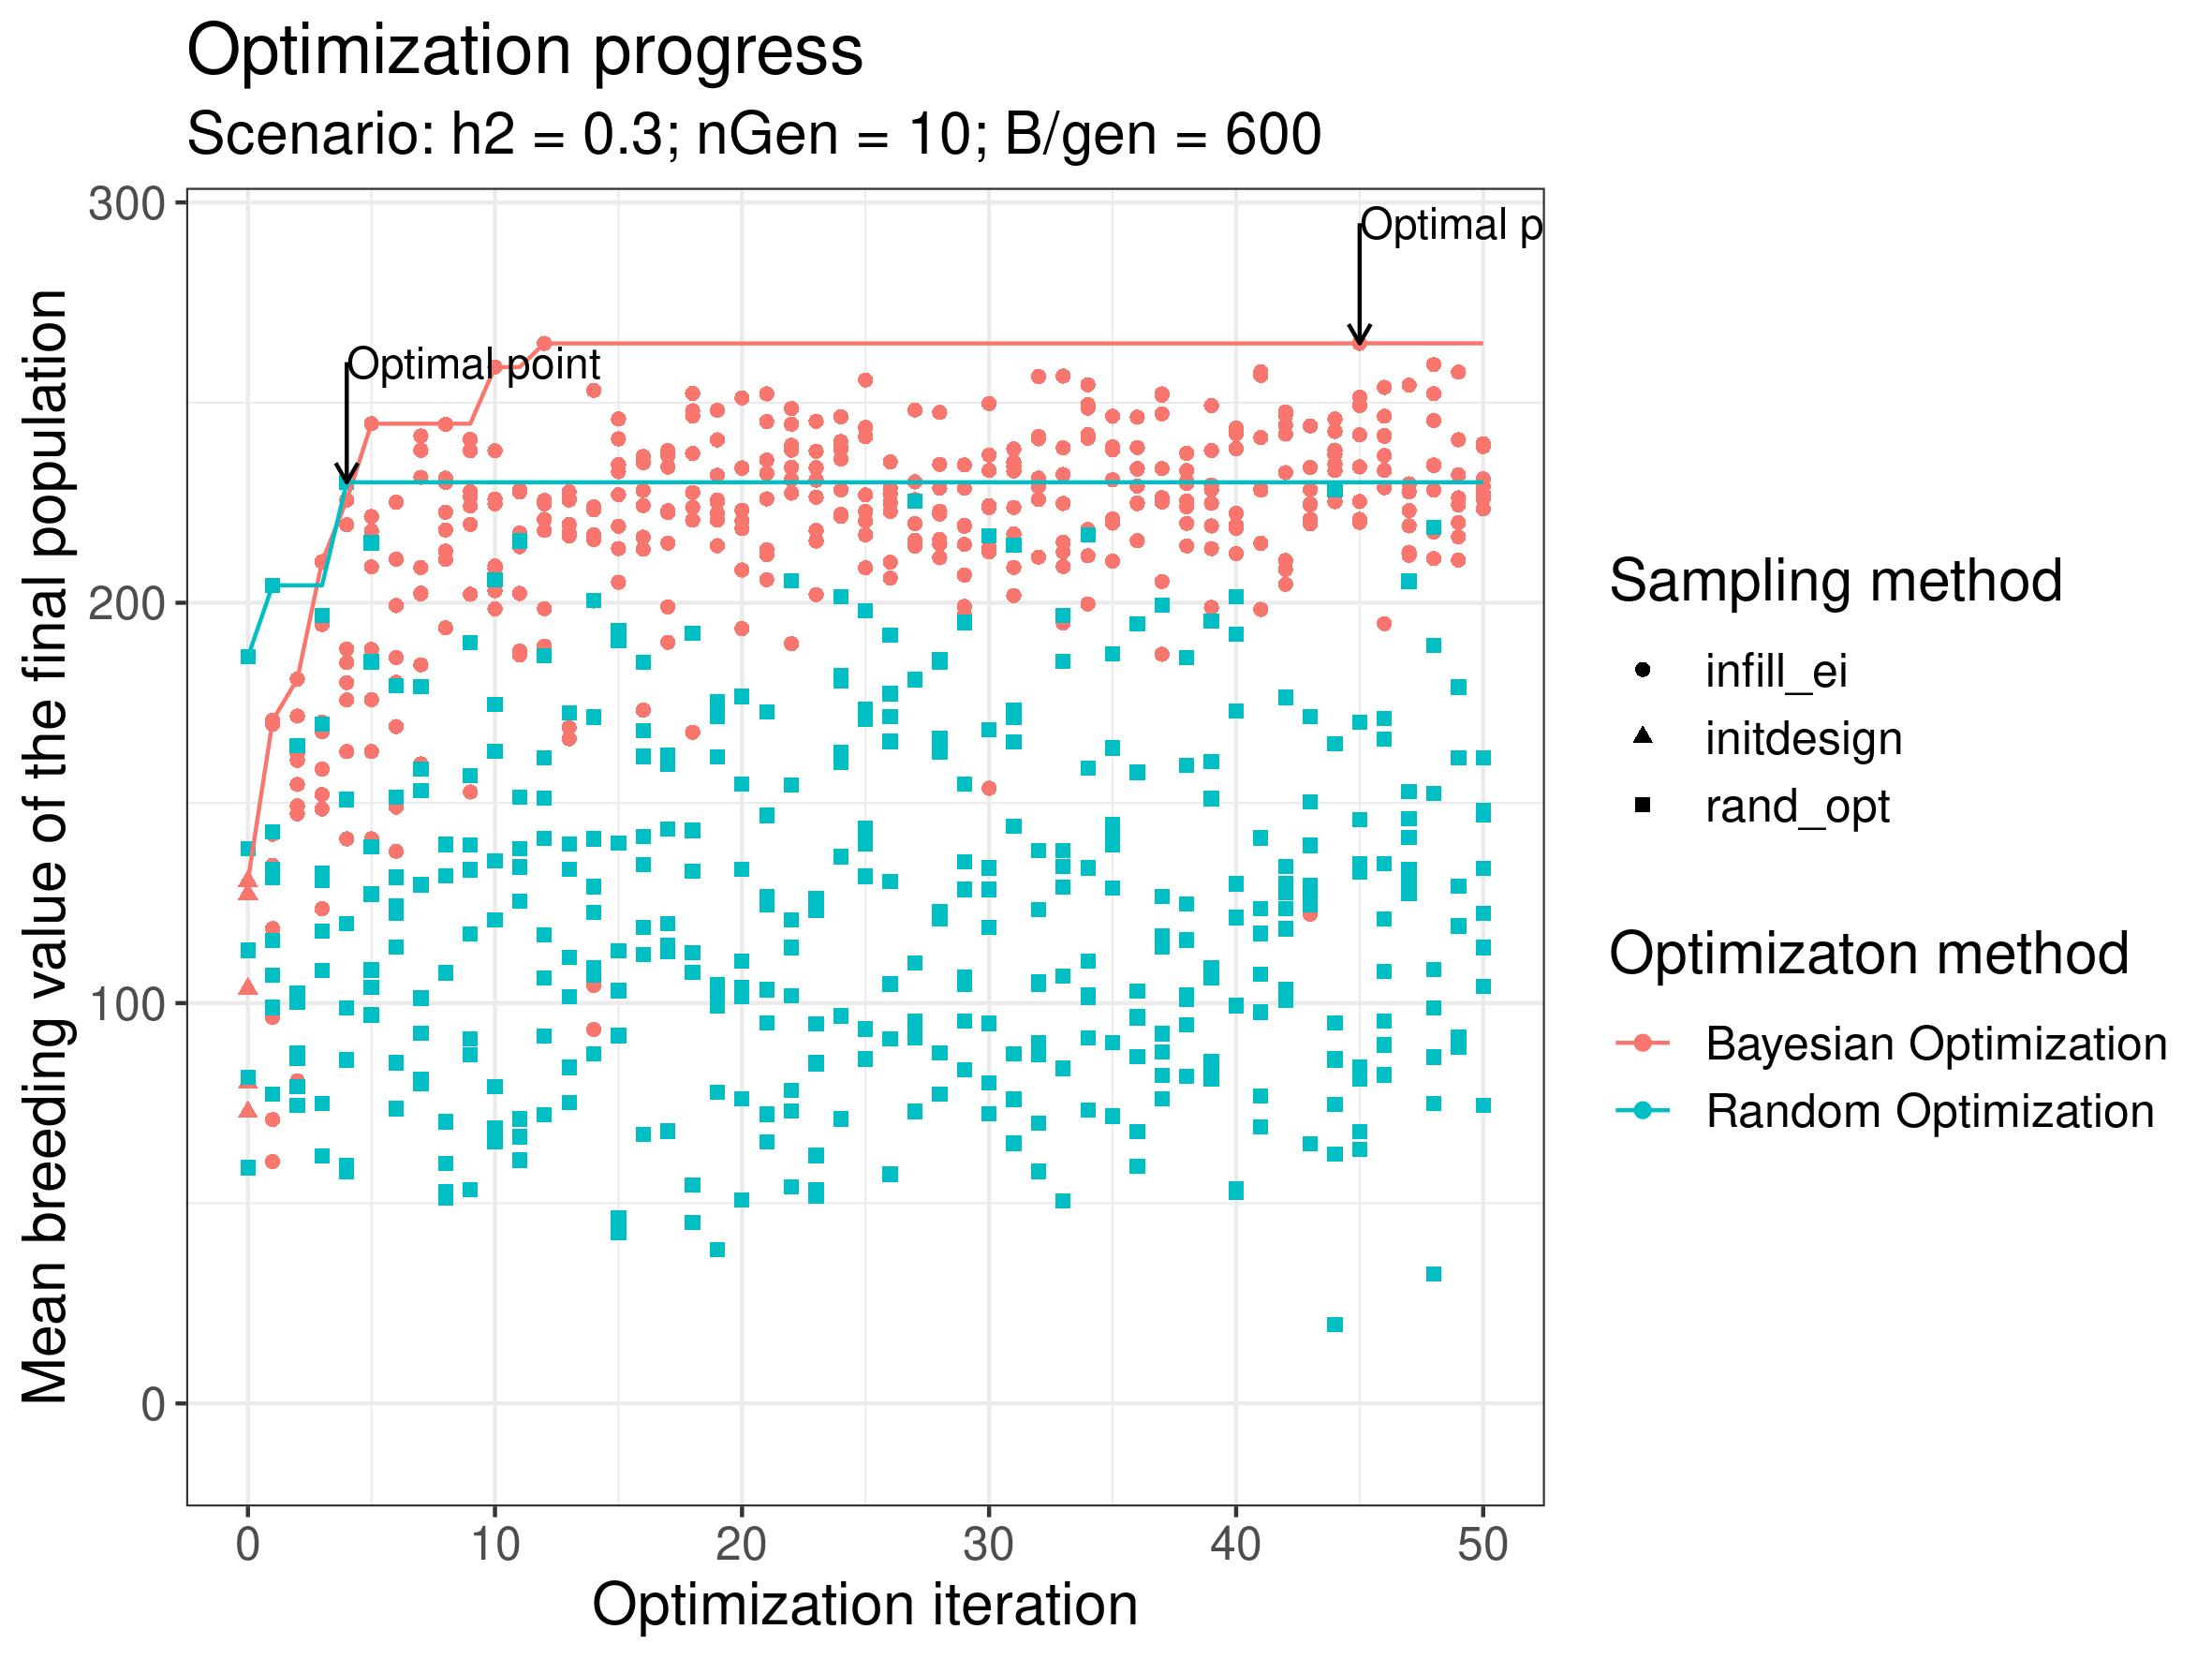 Optimization progress
Scenario: h2 = 0.3; nGen = 10; B/gen = 600
Mean breeding value of the final population
300
200
100
0
Optimal point
Optimal p
0 10 20 30 40 50
Optimization iteration
Sampling method
infill_ei
initdesign
rand_opt
Optimizaton method
Bayesian Optimization
Random Optimization